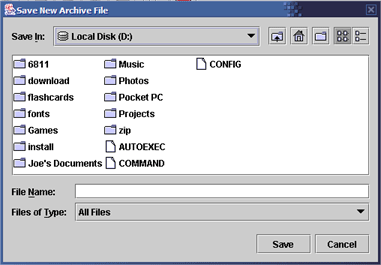 Save New Archive File
Save In: Local Disk (D:)
6811 Music CONFIG
download Photos
flashcards Pocket PC
fonts Projects
Games zip
install AUTOEXEC
Joe's Documents COMMAND
File Name:
Files of Type: All Files
Save Cancel